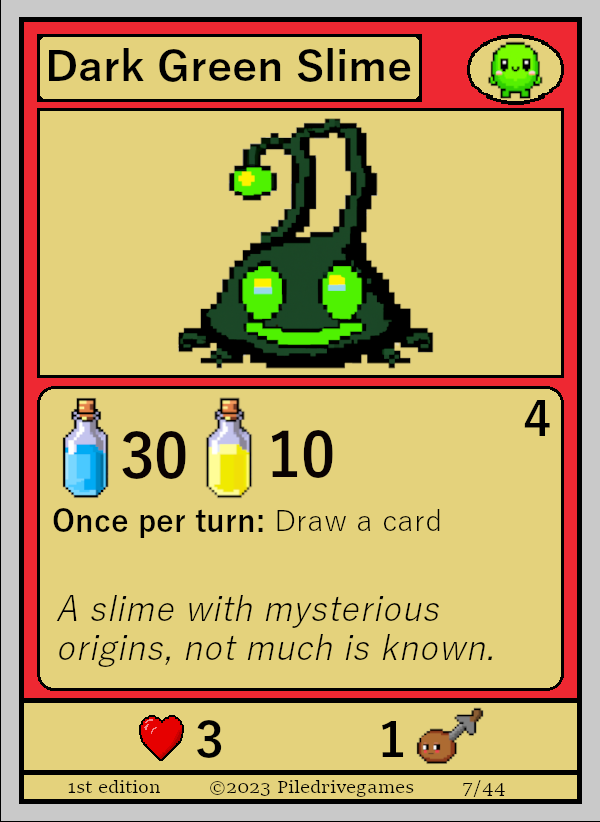 Dark Green Slime
4
30 10
Once per turn: Draw a card
A slime with mysterious
origins, not much is known.
3 1
1st edition ©2023 Piledrivegames 7/44